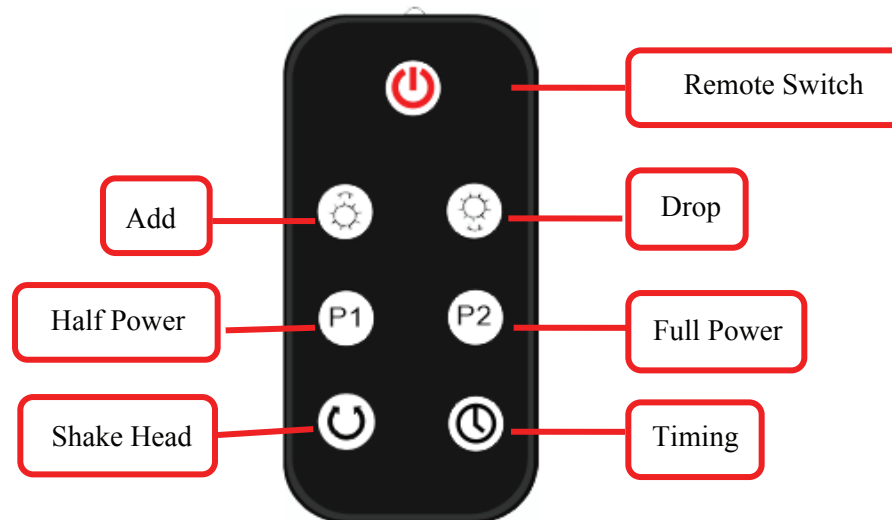 Remote Switch
Add
Drop
Half Power
P1
P2
Full Power
Shake Head
Timing